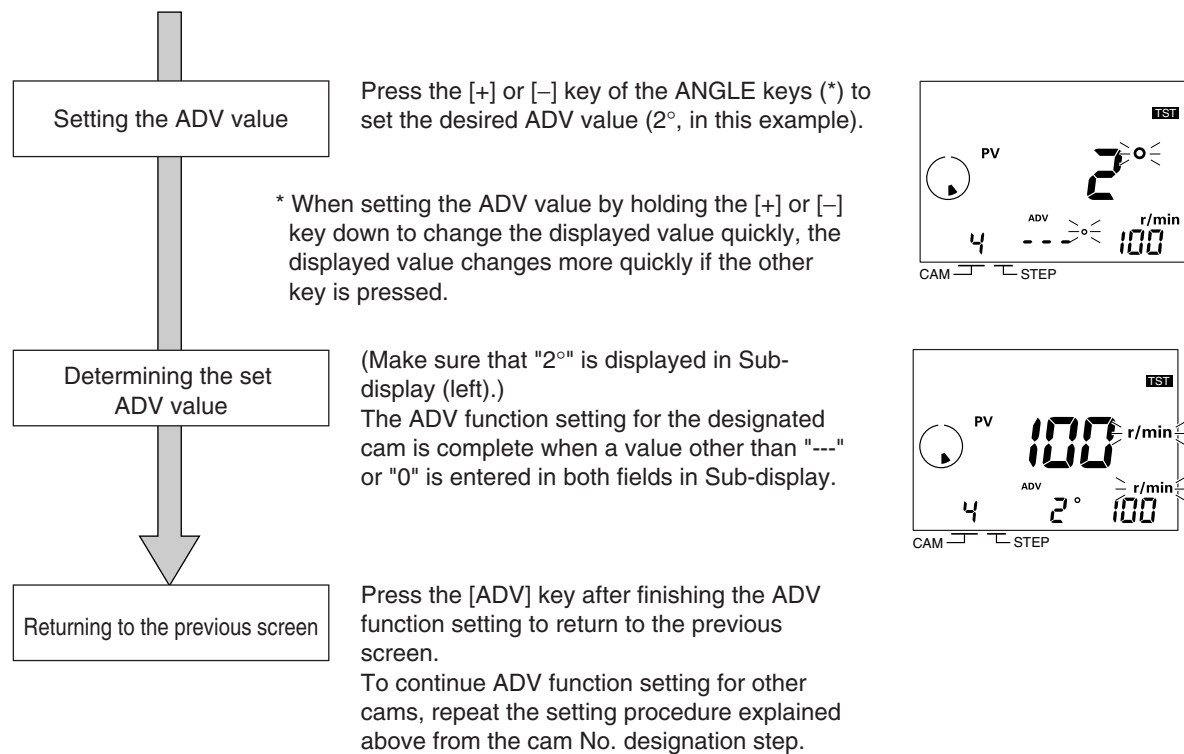 Setting the ADV value
Press the [+] or [–] key of the ANGLE keys (*) to
set the desired ADV value (2°, in this example).
* When setting the ADV value by holding the [+] or [–]
key down to change the displayed value quickly, the
displayed value changes more quickly if the other
key is pressed.
TST
PV
2°
ADV
r/min
4
---°
100
CAM
STEP
Determining the set
ADV value
(Make sure that "2°" is displayed in Sub-
display (left).)
The ADV function setting for the designated
cam is complete when a value other than "---"
or "0" is entered in both fields in Sub-display.
TST
PV
100 r/min
ADV
r/min
4
2°
100
CAM
STEP
Returning to the previous screen
Press the [ADV] key after finishing the ADV
function setting to return to the previous
screen.
To continue ADV function setting for other
cams, repeat the setting procedure explained
above from the cam No. designation step.